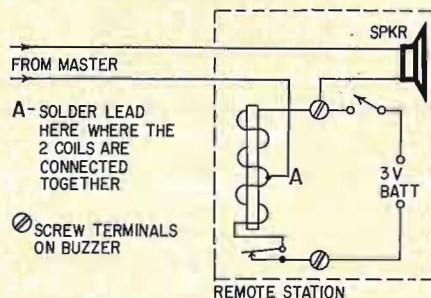 SPKR
FROM MASTER
A- SOLDER LEAD
HERE WHERE THE
2 COILS ARE
CONNECTED
TOGETHER
A
3V
BATT
SCREW TERMINALS
ON BUZZER
REMOTE STATION